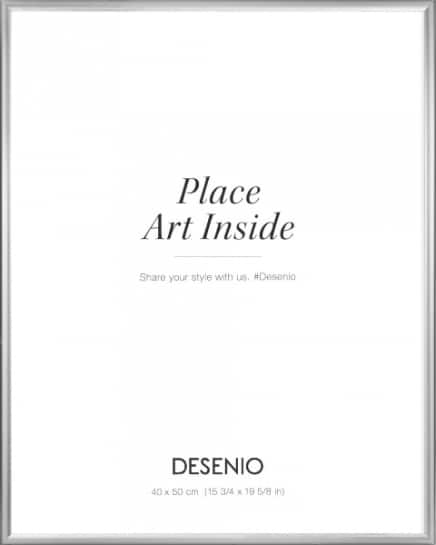 Place
Art Inside
Share your style with us. #Desenio
DESENIO
40 x 50 cm (15 3/4 x 19 5/8 in)